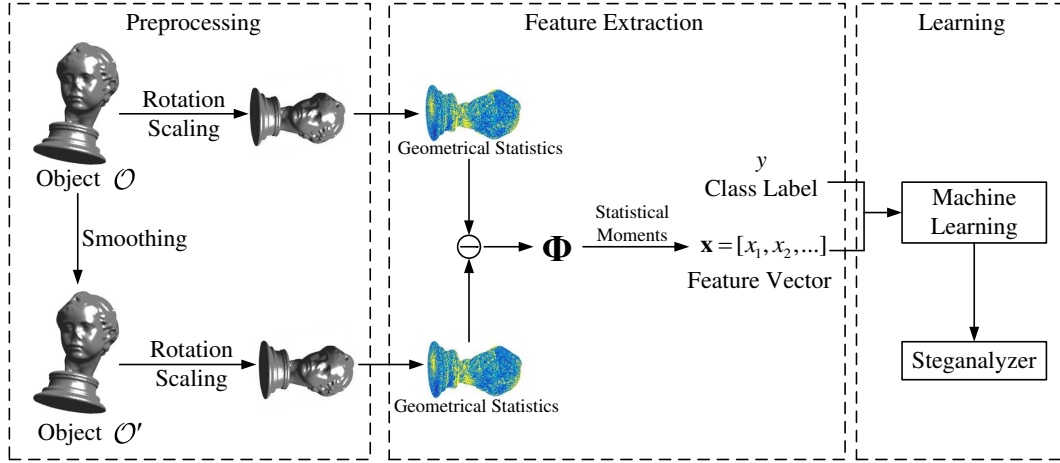 Preprocessing
Feature Extraction
Learning
Rotation
Scaling
Object 𝒪
Geometrical Statistics
Smoothing
y
Class Label
Machine
Learning
Statistical
Moments
Φ
x = [x₁, x₂,...]
Feature Vector
Rotation
Scaling
Object 𝒪′
Geometrical Statistics
Steganalyzer